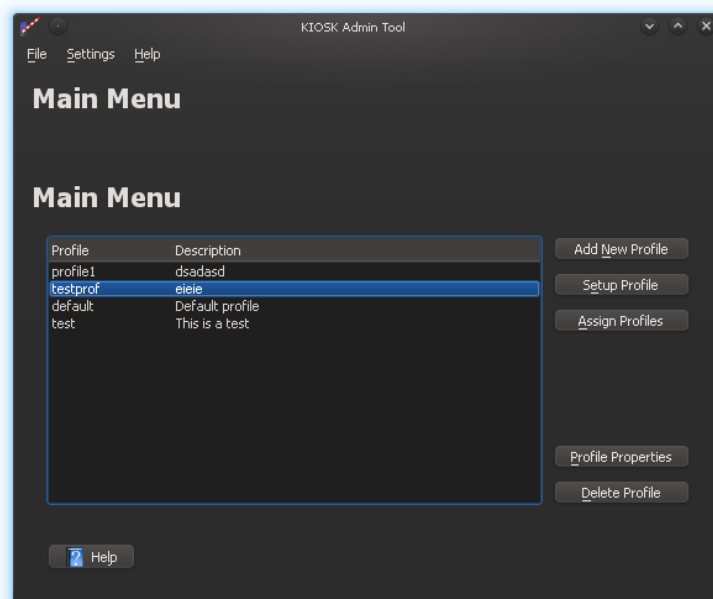 KIOSK Admin Tool
File Settings Help
Main Menu
Main Menu
Profile Description
profile1 dsadasd
testprof eieie
default Default profile
test This is a test
Add New Profile
Setup Profile
Assign Profiles
Profile Properties
Delete Profile
Help